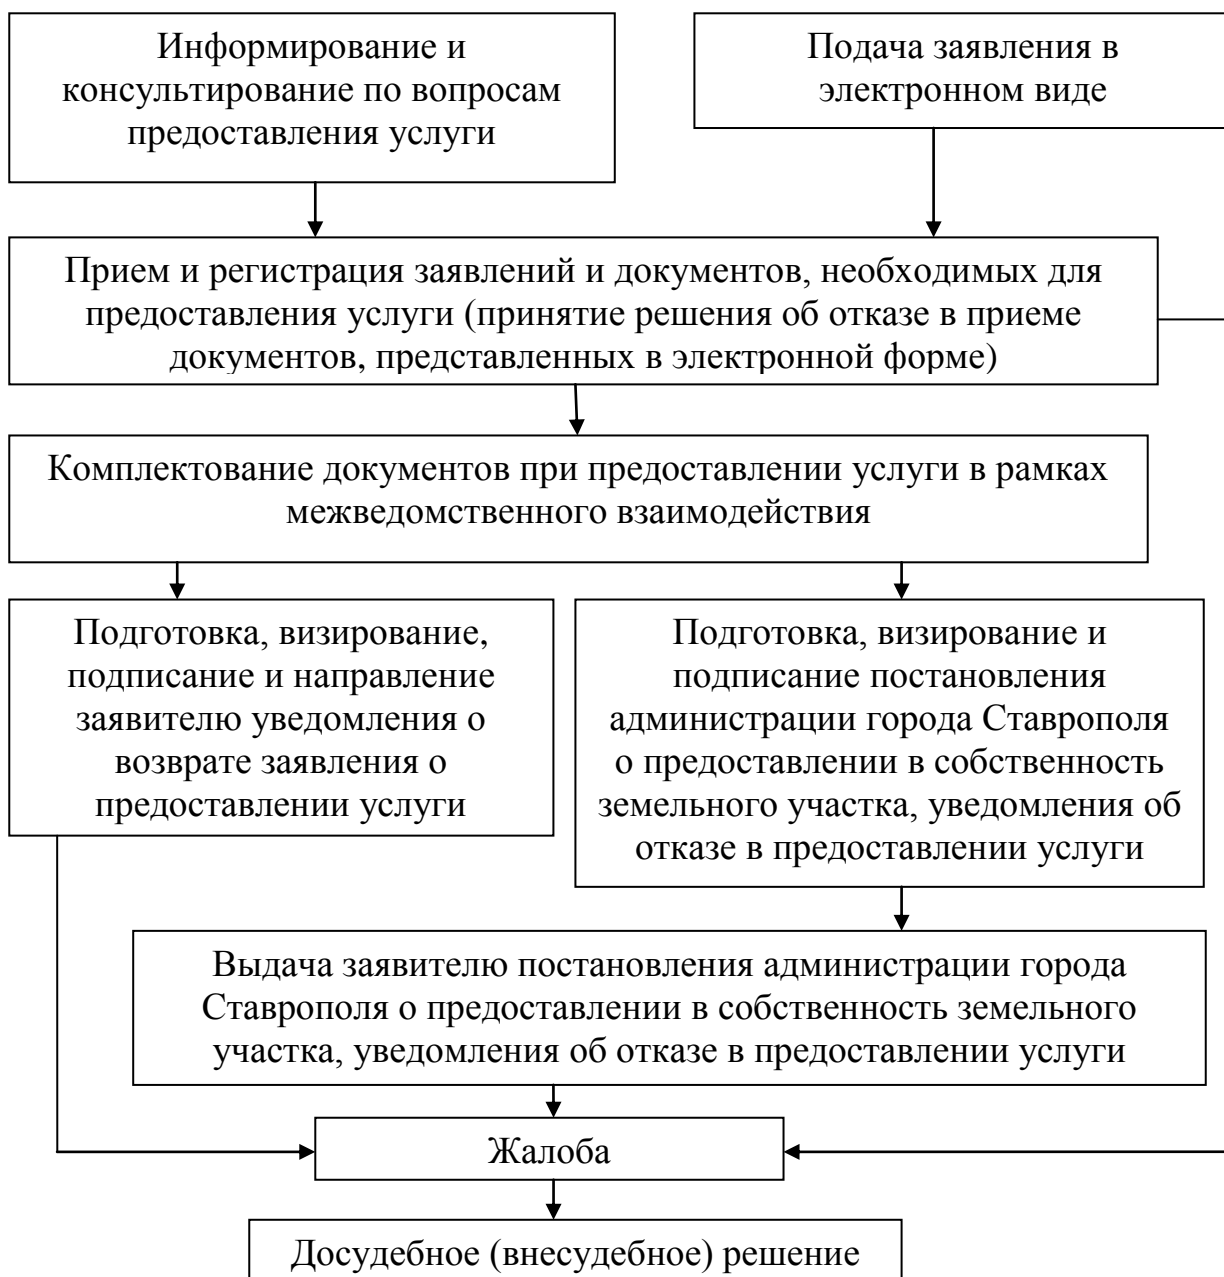 Информирование и
консультирование по вопросам
предоставления услуги
Подача заявления в
электронном виде
Прием и регистрация заявлений и документов, необходимых для
предоставления услуги (принятие решения об отказе в приеме
документов, представленных в электронной форме)
Комплектование документов при предоставлении услуги в рамках
межведомственного взаимодействия
Подготовка, визирование,
подписание и направление
заявителю уведомления о
возврате заявления о
предоставлении услуги
Подготовка, визирование и
подписание постановления
администрации города Ставрополя
о предоставлении в собственность
земельного участка, уведомления об
отказе в предоставлении услуги
Выдача заявителю постановления администрации города
Ставрополя о предоставлении в собственность земельного
участка, уведомления об отказе в предоставлении услуги
Жалоба
Досудебное (внесудебное) решение